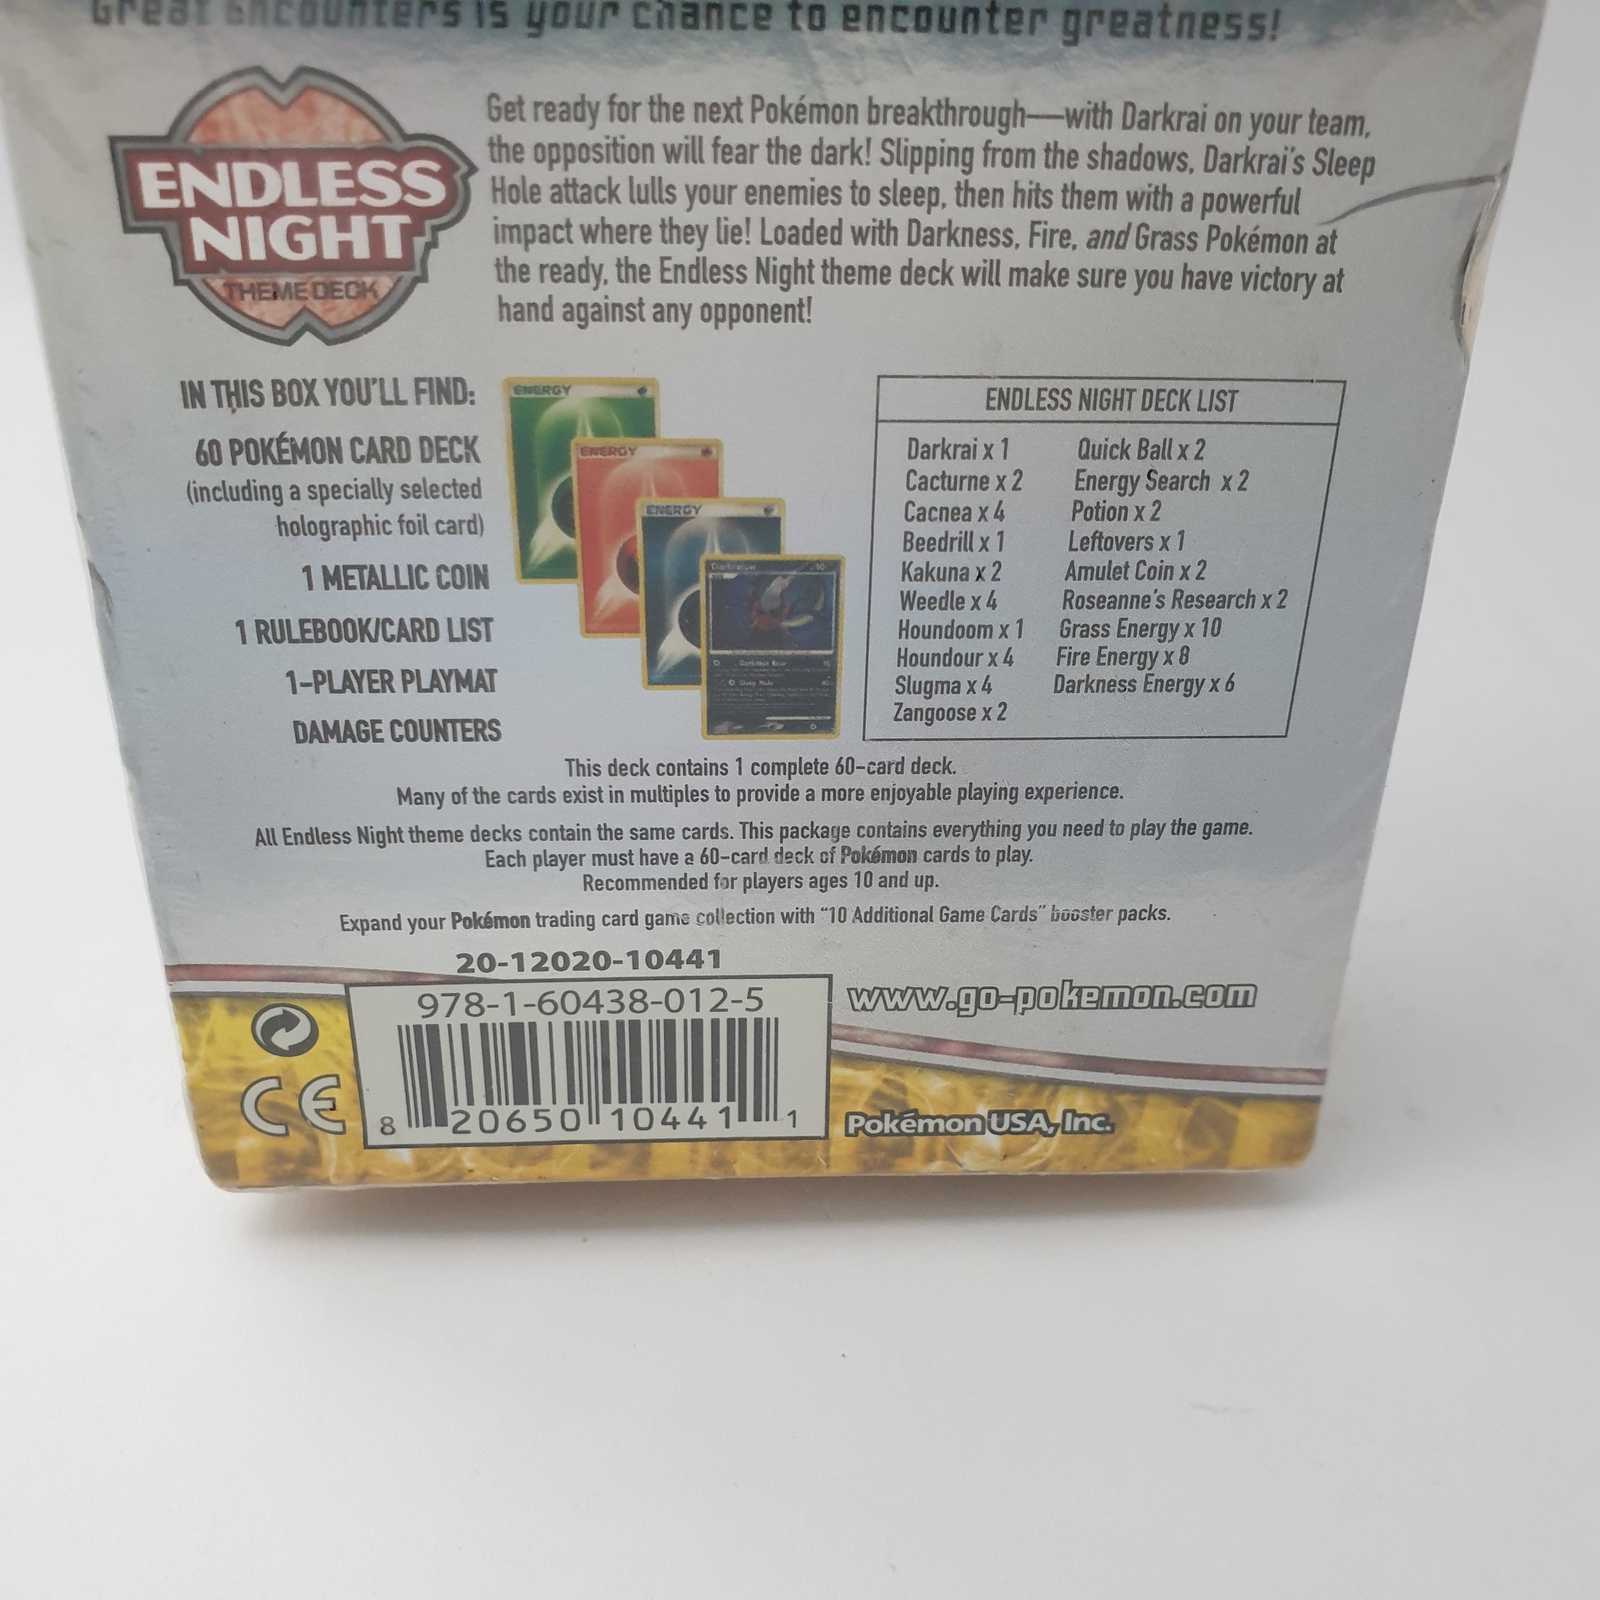 Great Encounters is your chance to encounter greatness!
ENDLESS
NIGHT
THEME DECK
Get ready for the next Pokémon breakthrough—with Darkrai on your team,
the opposition will fear the dark! Slipping from the shadows, Darkrai's Sleep
Hole attack lulls your enemies to sleep, then hits them with a powerful
impact where they lie! Loaded with Darkness, Fire, and Grass Pokémon at
the ready, the Endless Night theme deck will make sure you have victory at
hand against any opponent!
IN THIS BOX YOU'LL FIND:
60 POKÉMON CARD DECK
(including a specially selected
holographic foil card)
1 METALLIC COIN
1 RULEBOOK/CARD LIST
1-PLAYER PLAYMAT
DAMAGE COUNTERS
ENERGY
ENERGY
ENERGY
Darkness Roar
Sleep Hole
ENDLESS NIGHT DECK LIST
Darkrai x 1
Cacturne x 2
Cacnea x 4
Beedrill x 1
Kakuna x 2
Weedle x 4
Houndoom x 1
Houndour x 4
Slugma x 4
Zangoose x 2
Quick Ball x 2
Energy Search x 2
Potion x 2
Leftovers x 1
Amulet Coin x 2
Roseanne's Research x 2
Grass Energy x 10
Fire Energy x 8
Darkness Energy x 6
This deck contains 1 complete 60-card deck.
Many of the cards exist in multiples to provide a more enjoyable playing experience.
All Endless Night theme decks contain the same cards. This package contains everything you need to play the game.
Each player must have a 60-card deck of Pokémon cards to play.
Recommended for players ages 10 and up.
Expand your Pokémon trading card game collection with "10 Additional Game Cards" booster packs.
20-12020-10441
978-1-60438-012-5
8 20650 10441 1
CE
www.go-pokemon.com
Pokémon USA, Inc.